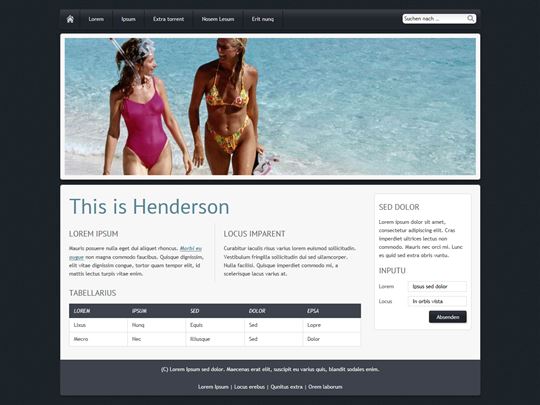 Lorem Ipsum Extra torrent Nosem Lesum Erit nunq Suchen nach ...
This is Henderson
LOREM IPSUM
Mauris posuere nulla eget dui aliquet rhoncus. Morbi eu
augue non magna commodo faucibus. Quisque dignissim,
elit vitae dignissim congue, tortor quam tempor elit, id
mattis lectus turpis vitae enim.
LOCUS IMPARENT
Curabitur iaculis risus varius lorem euismod sollicitudin.
Vestibulum fringilla sollicitudin dui sed ullamcorper.
Nulla facilisi. Quisque imperdiet commodo mi, a
scelerisque lacus varius at.
TABELLARIUS
LOREM IPSUM SED DOLOR EPSA
Lixus Nunq Equis Sed Lapre
Mecro Nec Illiusque Sed Dolor
SED DOLOR
Lorem ipsum dolor sit amet,
consectetur adipiscing elit. Cras
imperdiet ultrices lectus non
commodo. Mauris nec orci mi. Lunc
es quid sed extra obris vuntu.
INPUTU
Lorem Ipsus sed dolor
Locus In orbis vista
Absenden
(C) Lorem Ipsum sed dolor. Maecenas erat elit, suscipit eu varius quis, blandit sodales enim.
Lorem Ipsum | Locus erebus | Qunitus extra | Orem laborum